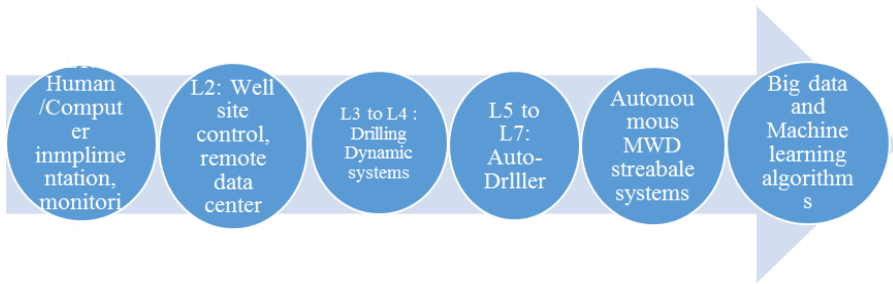 Human
/Comput
er
inmplime
ntation,
monitori
L2: Well
site
control,
remote
data
center
L3 to L4 :
Drilling
Dynamic
systems
L5 to
L7:
Auto-
Drlller
Autonou
mous
MWD
streabale
systems
Big data
and
Machine
learning
algorithm
s